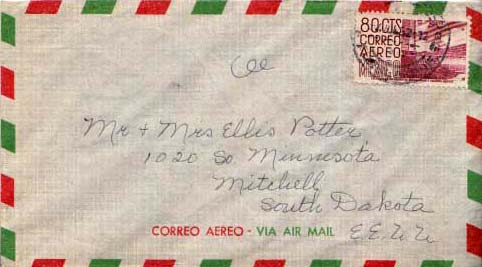 80 CTS
CORREO
AEREO
Mr + Mrs Ellis Potter
1020 So. Minnesota
Mitchell,
South Dakota
E.E.U.U.
CORREO AEREO - VIA AIR MAIL